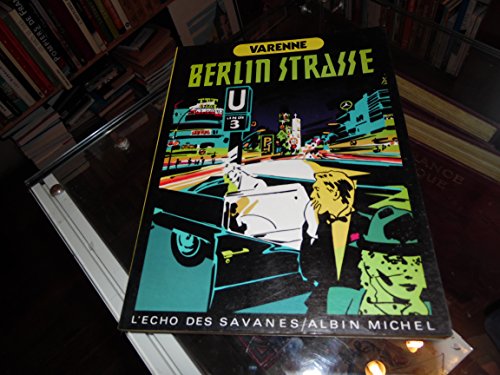 VARENNE
BERLIN STRASSE
U
3
L'ECHO DES SAVANES/ALBIN MICHEL